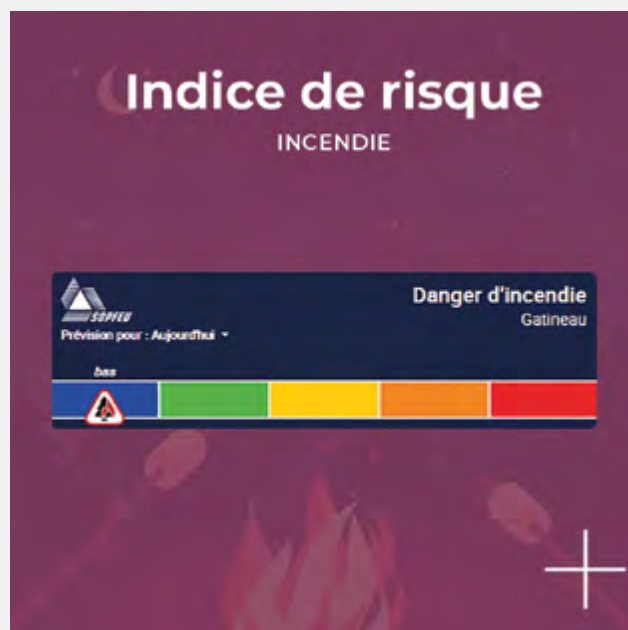 Indice de risque
INCENDIE
SOPFEU
Danger d'incendie
Gatineau
Prévision pour : Aujourd'hui
bas